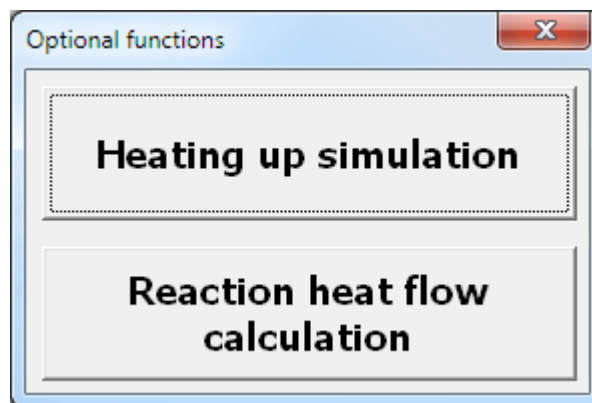 Optional functions
Heating up simulation
Reaction heat flow
calculation